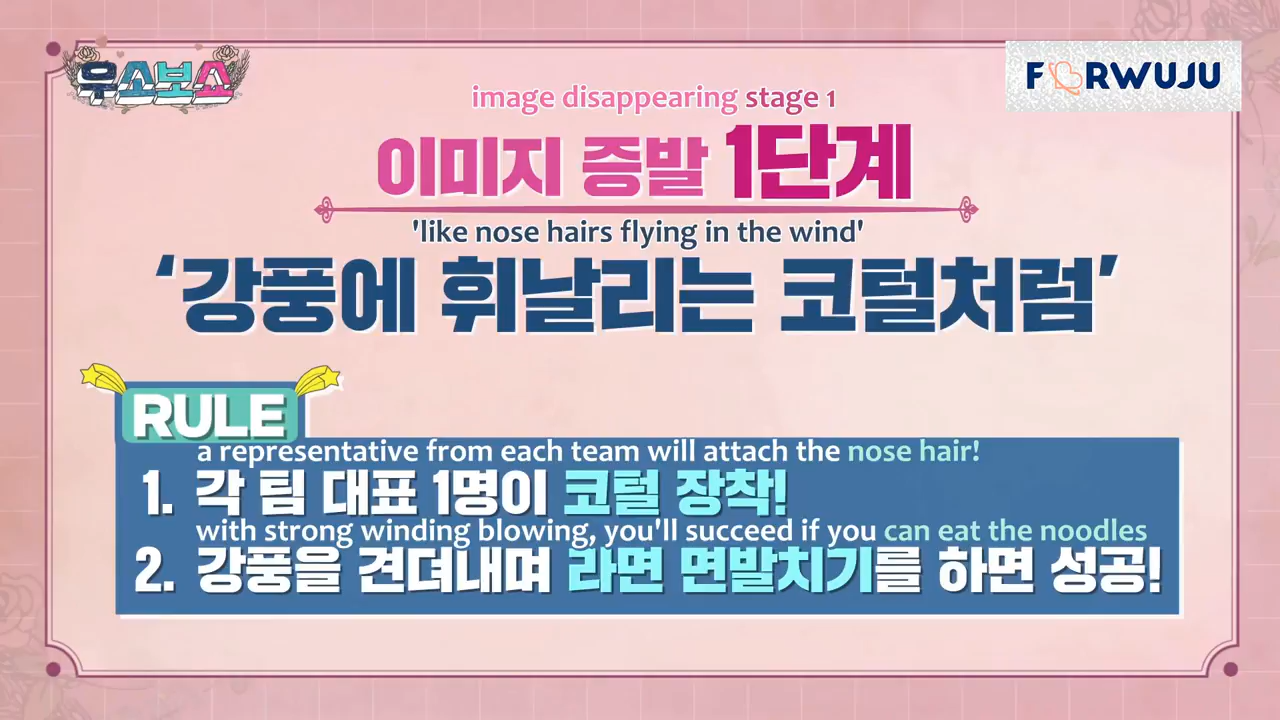 우소보쇼
FORWUJU
image disappearing stage 1
이미지 증발 1단계
'like nose hairs flying in the wind'
‘강풍에 휘날리는 코털처럼’
RULE
a representative from each team will attach the nose hair!
1. 각 팀 대표 1명이 코털 장착!
with strong winding blowing, you'll succeed if you can eat the noodles
2. 강풍을 견뎌내며 라면 면발치기를 하면 성공!